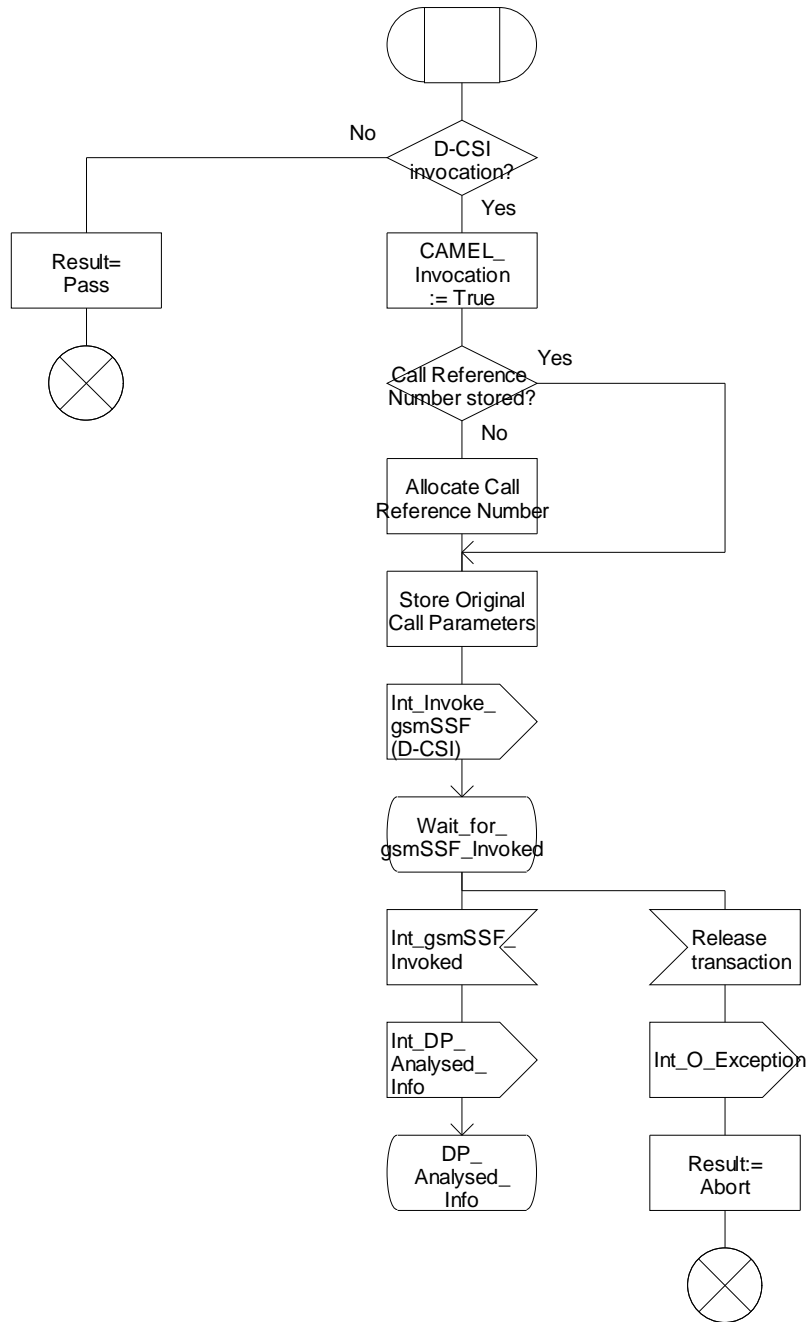 No
D-CSI
invocation?
Yes
Result=
Pass
CAMEL_
Invocation
:= True
Call Reference
Number stored?
Yes
No
Allocate Call
Reference Number
Store Original
Call Parameters
Int_Invoke_
gsmSSF
(D-CSI)
Wait_for_
gsmSSF_Invoked
Int_gsmSSF_
Invoked
Release
transaction
Int_DP_
Analysed_
Info
Int_O_Exception
DP_
Analysed_
Info
Result:=
Abort